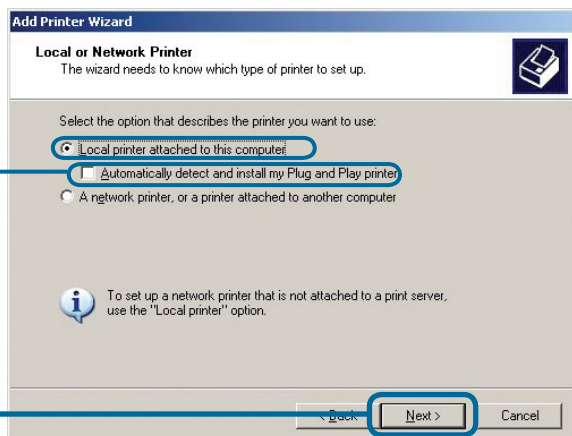 Add Printer Wizard
Local or Network Printer
The wizard needs to know which type of printer to set up.
Select the option that describes the printer you want to use:
Local printer attached to this computer
Automatically detect and install my Plug and Play printer
A network printer, or a printer attached to another computer
To set up a network printer that is not attached to a print server,
use the "Local printer" option.
< Back Next > Cancel